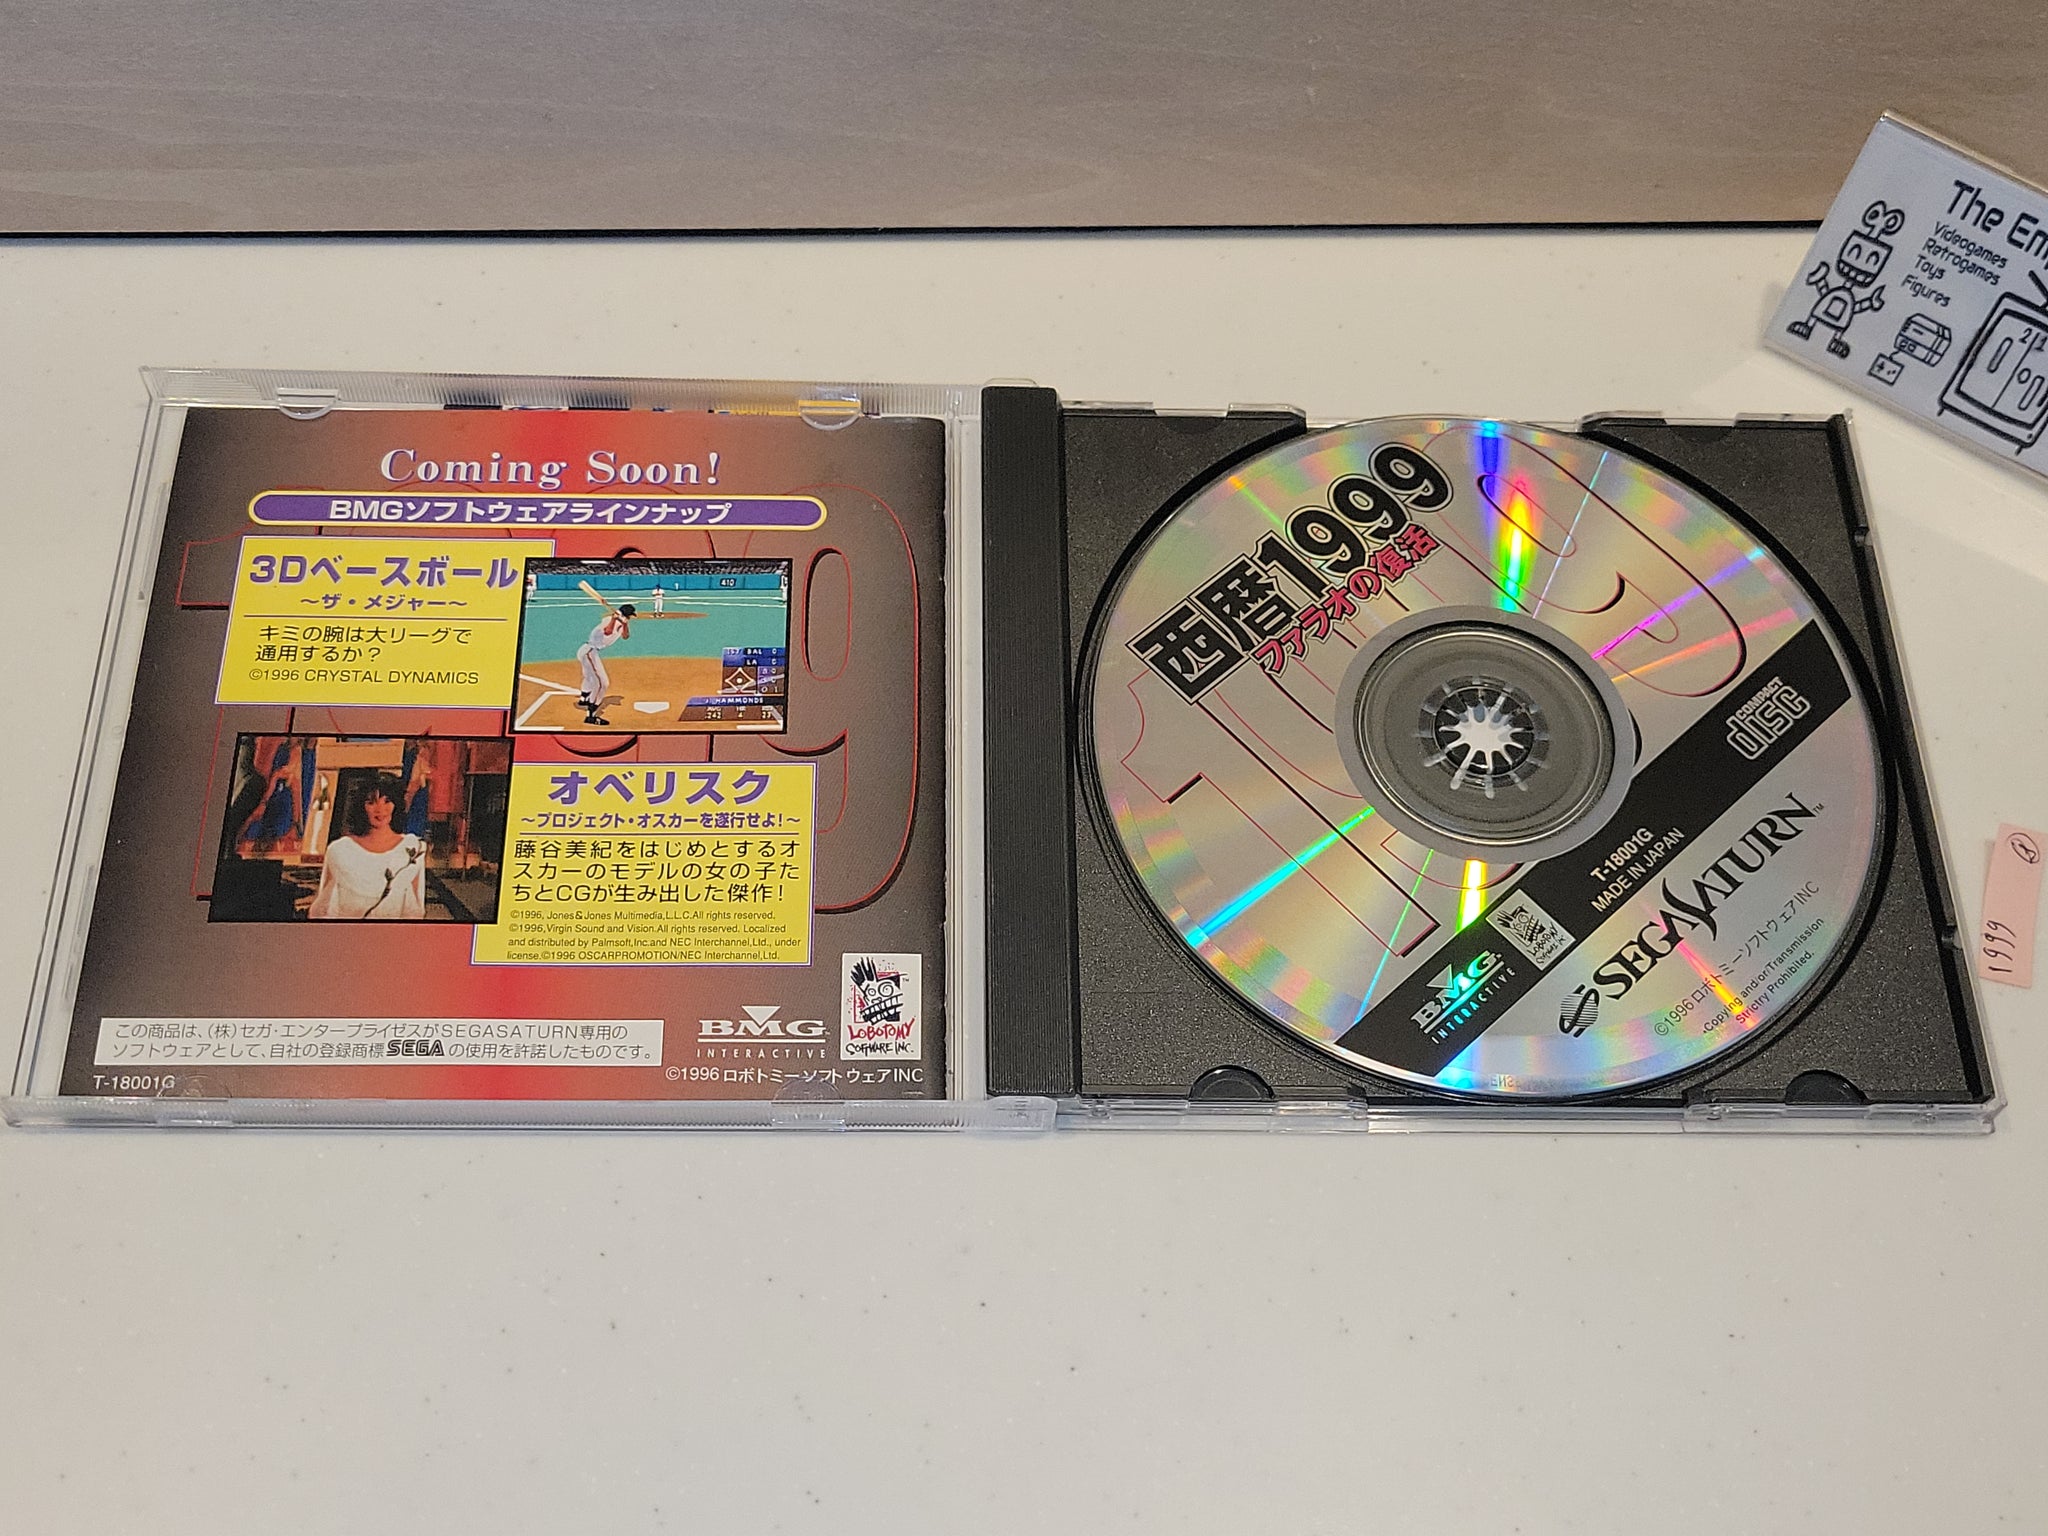 Coming Soon!
BMGソフトウェアラインナップ
3Dベースボール
～ザ・メジャー～
キミの腕は大リーグで
通用するか?
©1996 CRYSTAL DYNAMICS
410
BAL 0
LA 0
HAMMONDS
オベリスク
～プロジェクト・オスカーを遂行せよ!～
藤谷美紀をはじめとするオ
スカーのモデルの女の子た
ちとCGが生み出した傑作!
©1996, Jones&Jones Multimedia,L.L.C.All rights reserved.
©1996,Virgin Sound and Vision.All rights reserved. Localized
and distributed by Palmsoft,Inc.and NEC Interchannel,Ltd., under
license.©1996 OSCARPROMOTION/NEC Interchannel,Ltd.
この商品は、(株)セガ・エンタープライゼスがSEGASATURN専用の
ソフトウェアとして、自社の登録商標SEGAの使用を許諾したものです。
T-18001G
BMG
INTERACTIVE
LOBOTOMY
SOFTWARE INC.
©1996 ロボトミーソフトウェアINC
西暦1999
ファラオの復活
COMPACT
disc
T-18001G
MADE IN JAPAN
BMG
INTERACTIVE
LOBOTOMY
SEGA SATURN™
©1996 ロボトミーソフトウェアINC
Copying and/or Transmission
Strictry Prohibited.
The Em
Videogames
Retrogames
Toys
Figures
21
1999